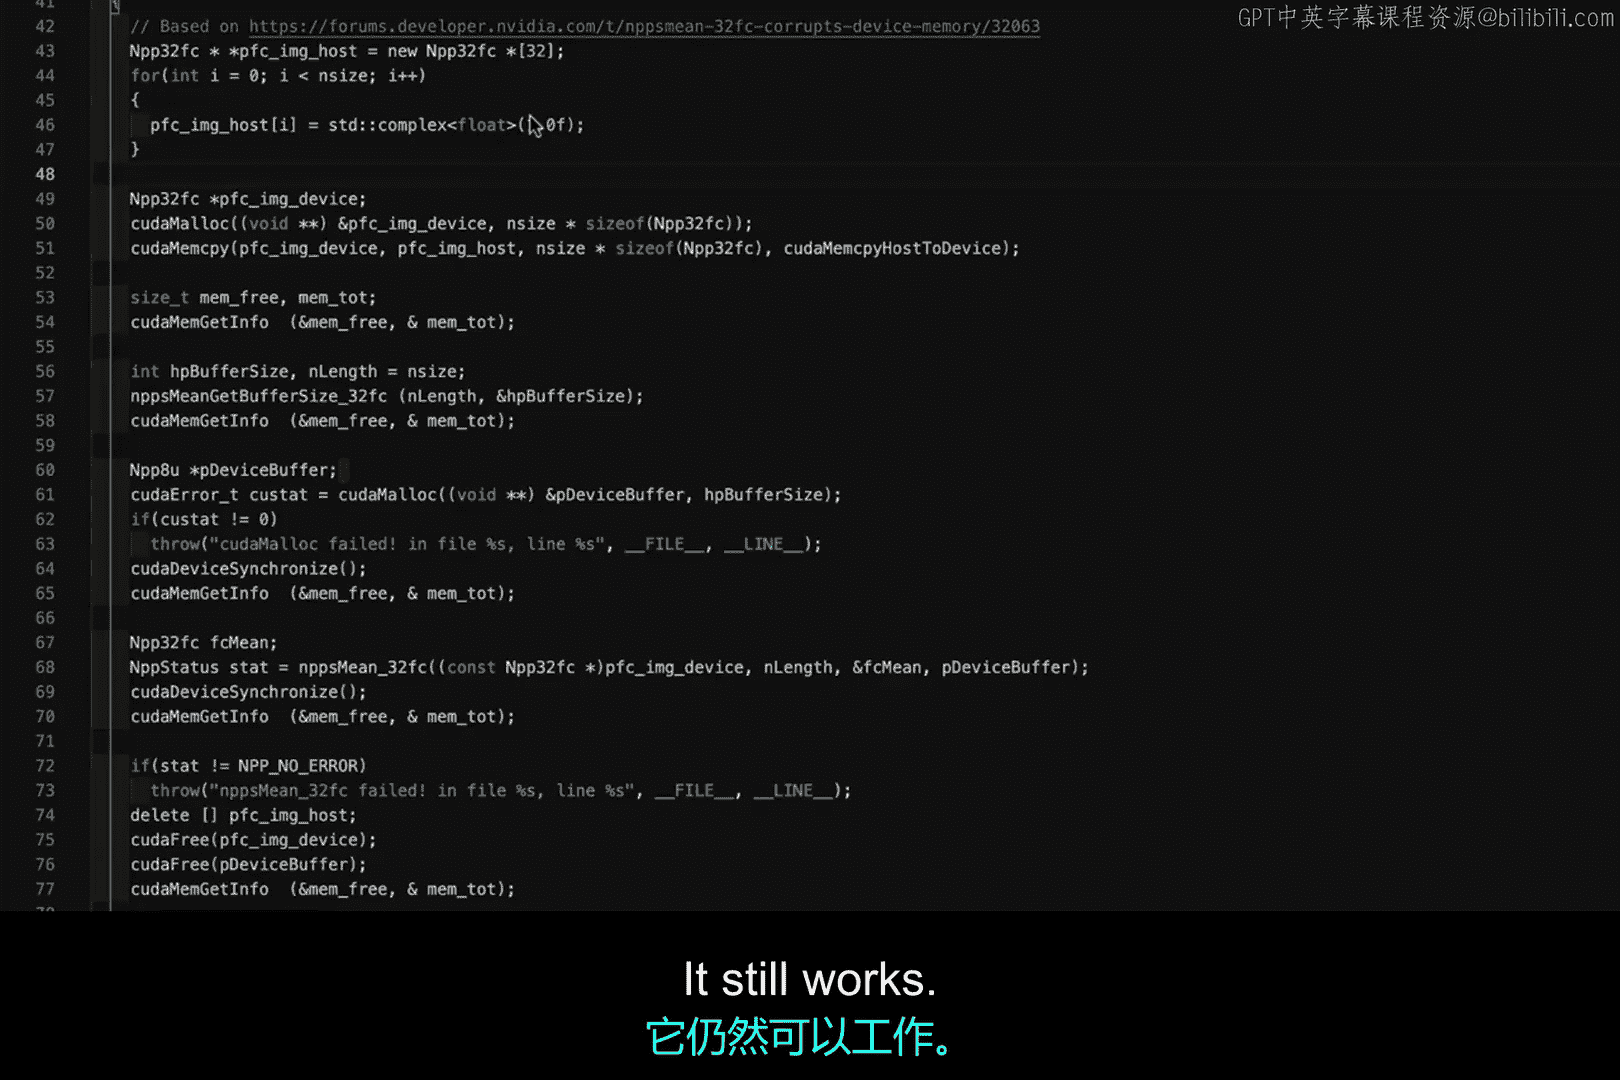 GPT中英字幕课程资源@bilibili.com
41 {
42 // Based on https://forums.developer.nvidia.com/t/nppsmean-32fc-corrupts-device-memory/32063
43 Npp32fc * *pfc_img_host = new Npp32fc *[32];
44 for(int i = 0; i < nsize; i++)
45 {
46 pfc_img_host[i] = std::complex<float>( 0f);
47 }
48
49 Npp32fc *pfc_img_device;
50 cudaMalloc((void **) &pfc_img_device, nsize * sizeof(Npp32fc));
51 cudaMemcpy(pfc_img_device, pfc_img_host, nsize * sizeof(Npp32fc), cudaMemcpyHostToDevice);
52
53 size_t mem_free, mem_tot;
54 cudaMemGetInfo  (&mem_free, & mem_tot);
55
56 int hpBufferSize, nLength = nsize;
57 nppsMeanGetBufferSize_32fc (nLength, &hpBufferSize);
58 cudaMemGetInfo  (&mem_free, & mem_tot);
59
60 Npp8u *pDeviceBuffer;
61 cudaError_t custat = cudaMalloc((void **) &pDeviceBuffer, hpBufferSize);
62 if(custat != 0)
63 throw("cudaMalloc failed! in file %s, line %s", __FILE__, __LINE__);
64 cudaDeviceSynchronize();
65 cudaMemGetInfo  (&mem_free, & mem_tot);
66
67 Npp32fc fcMean;
68 NppStatus stat = nppsMean_32fc((const Npp32fc *)pfc_img_device, nLength, &fcMean, pDeviceBuffer);
69 cudaDeviceSynchronize();
70 cudaMemGetInfo  (&mem_free, & mem_tot);
71
72 if(stat != NPP_NO_ERROR)
73 throw("nppsMean_32fc failed! in file %s, line %s", __FILE__, __LINE__);
74 delete [] pfc_img_host;
75 cudaFree(pfc_img_device);
76 cudaFree(pDeviceBuffer);
77 cudaMemGetInfo  (&mem_free, & mem_tot);
It still works.
它仍然可以工作。